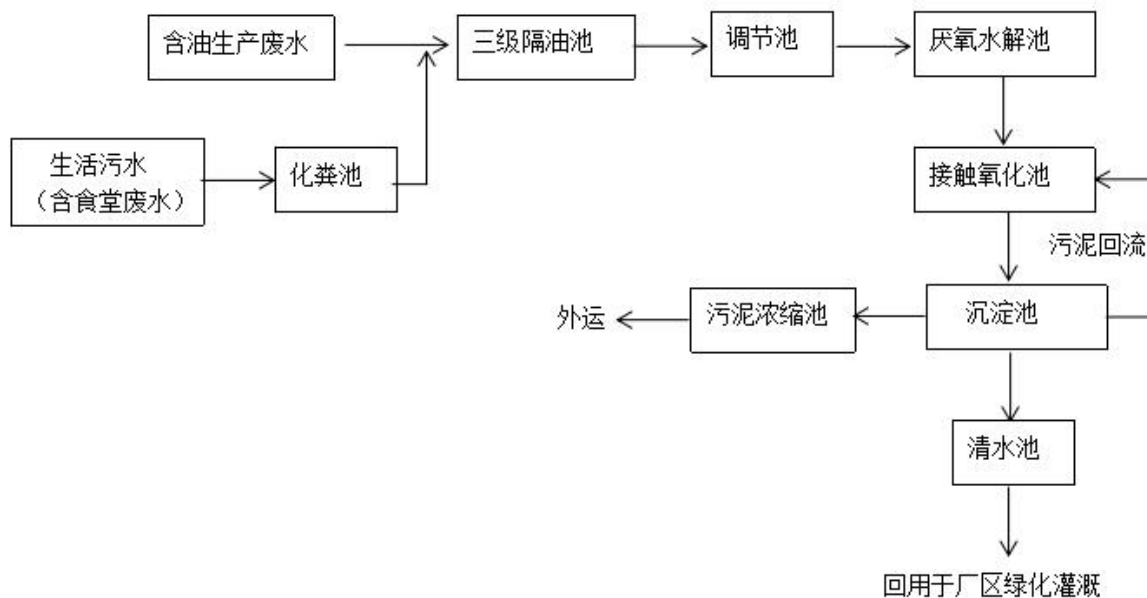 含油生产废水
三级隔油池
调节池
厌氧水解池
生活污水
（含食堂废水）
化粪池
接触氧化池
污泥回流
外运
污泥浓缩池
沉淀池
清水池
回用于厂区绿化灌溉